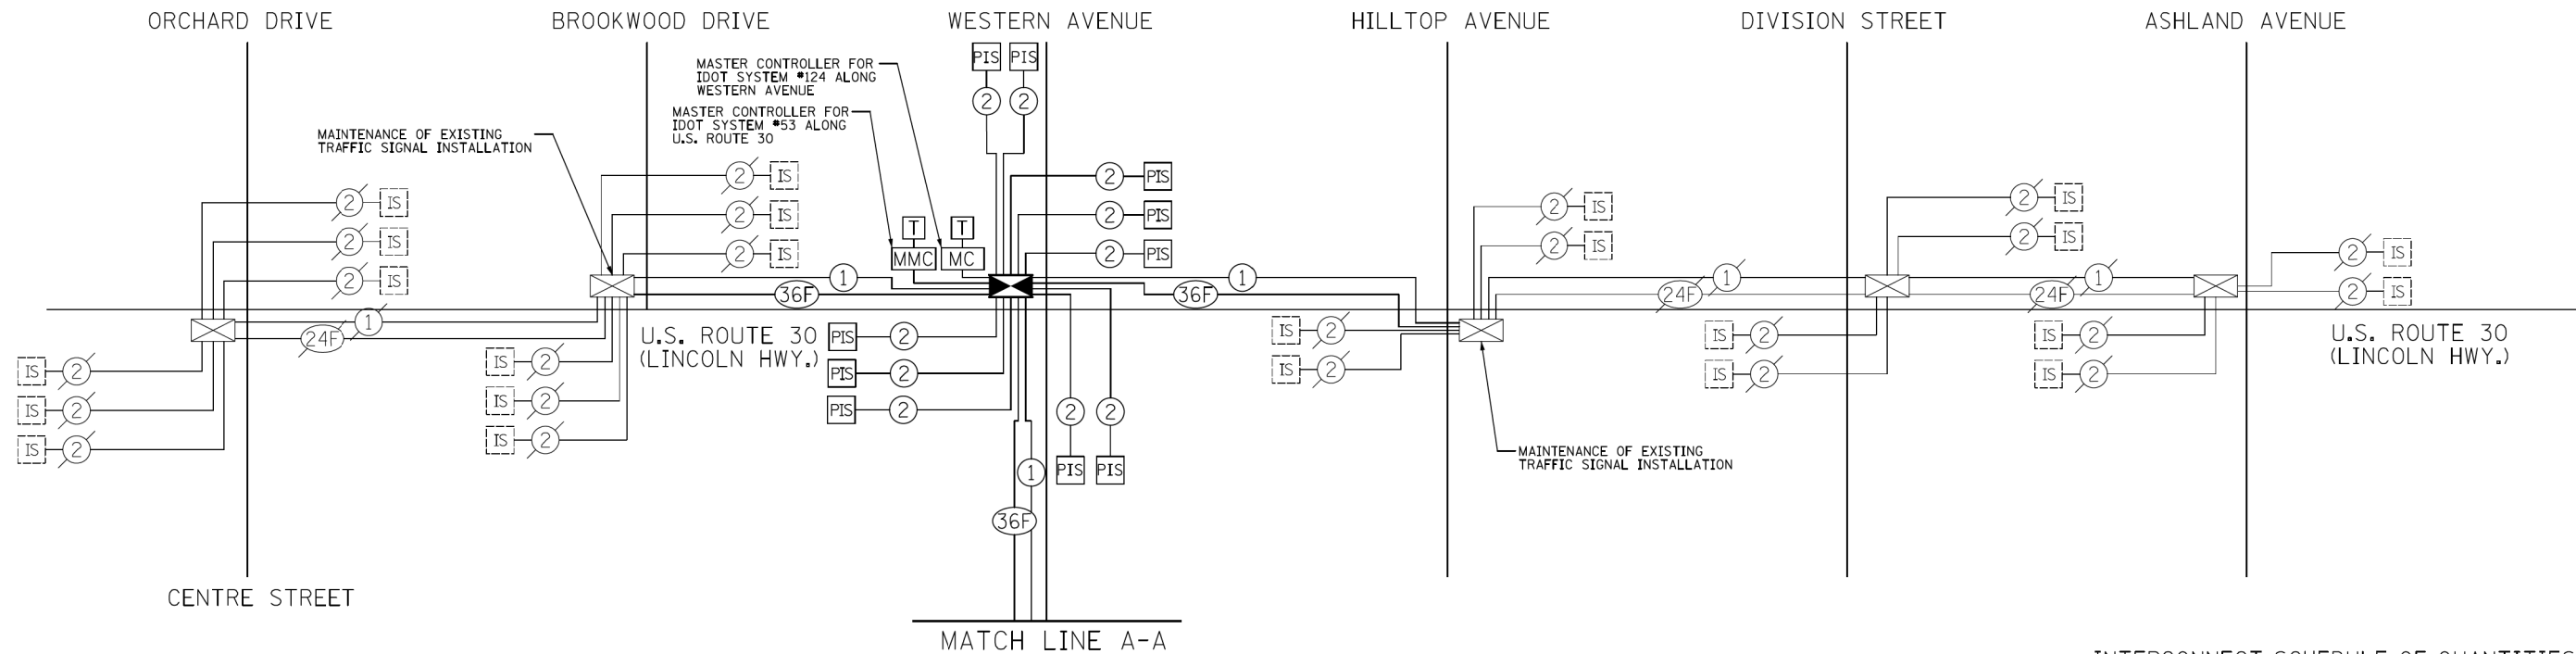 ORCHARD DRIVE
BROOKWOOD DRIVE
WESTERN AVENUE
HILLTOP AVENUE
DIVISION STREET
ASHLAND AVENUE
MASTER CONTROLLER FOR
IDOT SYSTEM #124 ALONG
WESTERN AVENUE
MASTER CONTROLLER FOR
IDOT SYSTEM #53 ALONG
U.S. ROUTE 30
MAINTENANCE OF EXISTING
TRAFFIC SIGNAL INSTALLATION
PIS PIS
2 2
2 PIS
2 PIS
2 PIS
2 IS
2 IS
2 IS
2 IS
2 IS
2 IS
T T
MMC MC
2 IS
2 IS
2 IS
2 IS
2 IS
2 IS
1 1 1 1
36F 36F 24F 24F
1
24F
U.S. ROUTE 30
(LINCOLN HWY.)
PIS 2
PIS 2
PIS 2
IS 2
IS 2
IS 2
IS 2
IS 2
IS 2
IS 2
IS 2
IS 2
IS 2
IS 2
IS 2
U.S. ROUTE 30
(LINCOLN HWY.)
2 2
PIS PIS
1
36F
MAINTENANCE OF EXISTING
TRAFFIC SIGNAL INSTALLATION
CENTRE STREET
MATCH LINE A-A
INTERCONNECT SCHEDULE OF QUANTITIES